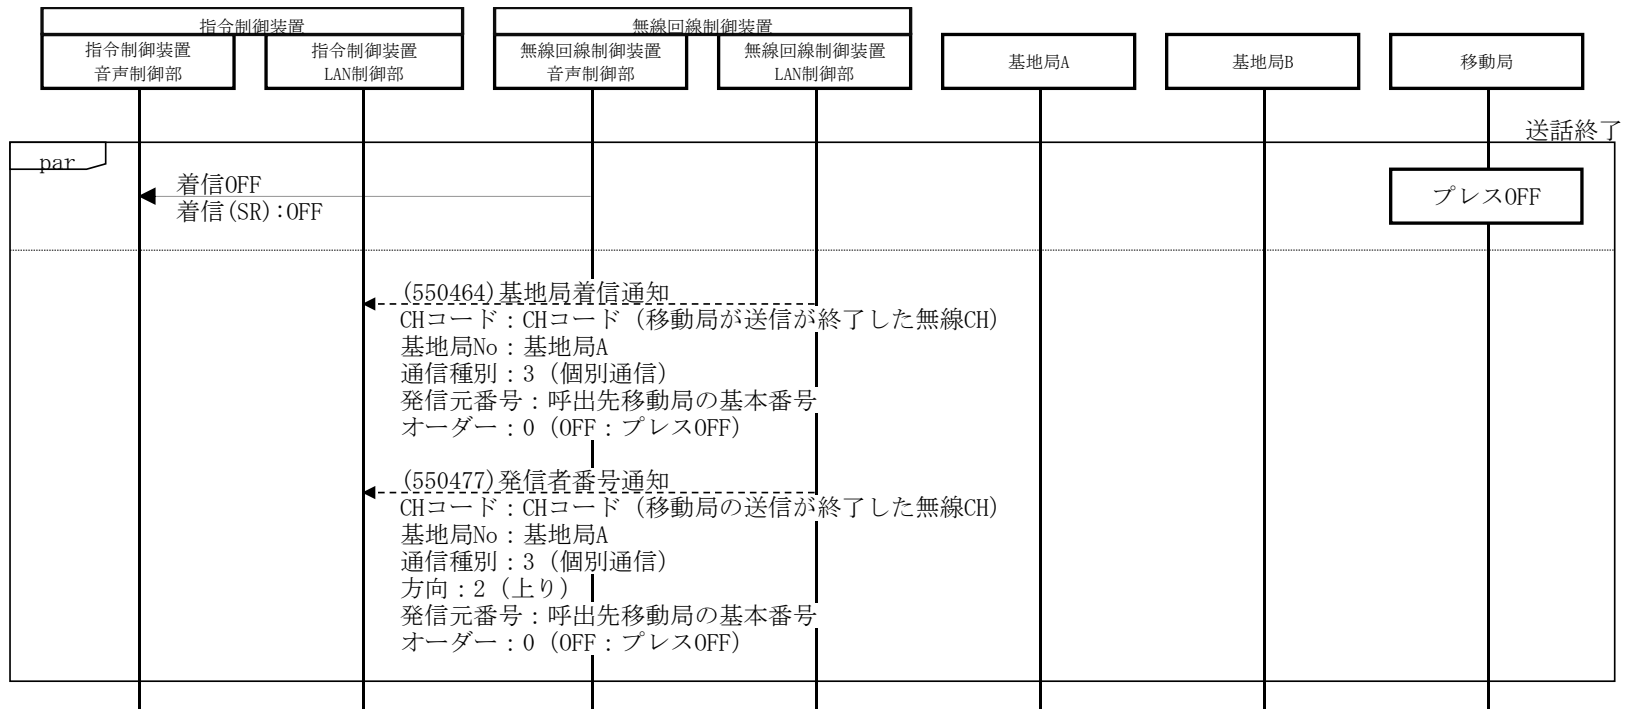 指令制御装置
無線回線制御装置
指令制御装置
音声制御部
指令制御装置
LAN制御部
無線回線制御装置
音声制御部
無線回線制御装置
LAN制御部
基地局A
基地局B
移動局
送話終了
par
着信OFF
着信(SR):OFF
プレスOFF
(550464)基地局着信通知
CHコード：CHコード（移動局が送信が終了した無線CH）
基地局No：基地局A
通信種別：3（個別通信）
発信元番号：呼出先移動局の基本番号
オーダー：0（OFF：プレスOFF）
(550477)発信者番号通知
CHコード：CHコード（移動局の送信が終了した無線CH）
基地局No：基地局A
通信種別：3（個別通信）
方向：2（上り）
発信元番号：呼出先移動局の基本番号
オーダー：0（OFF：プレスOFF）